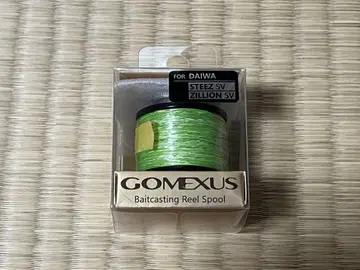 FOR DAIWA
STEEZ SV
ZILLION SV
GOMEXUS
Baitcasting Reel Spool